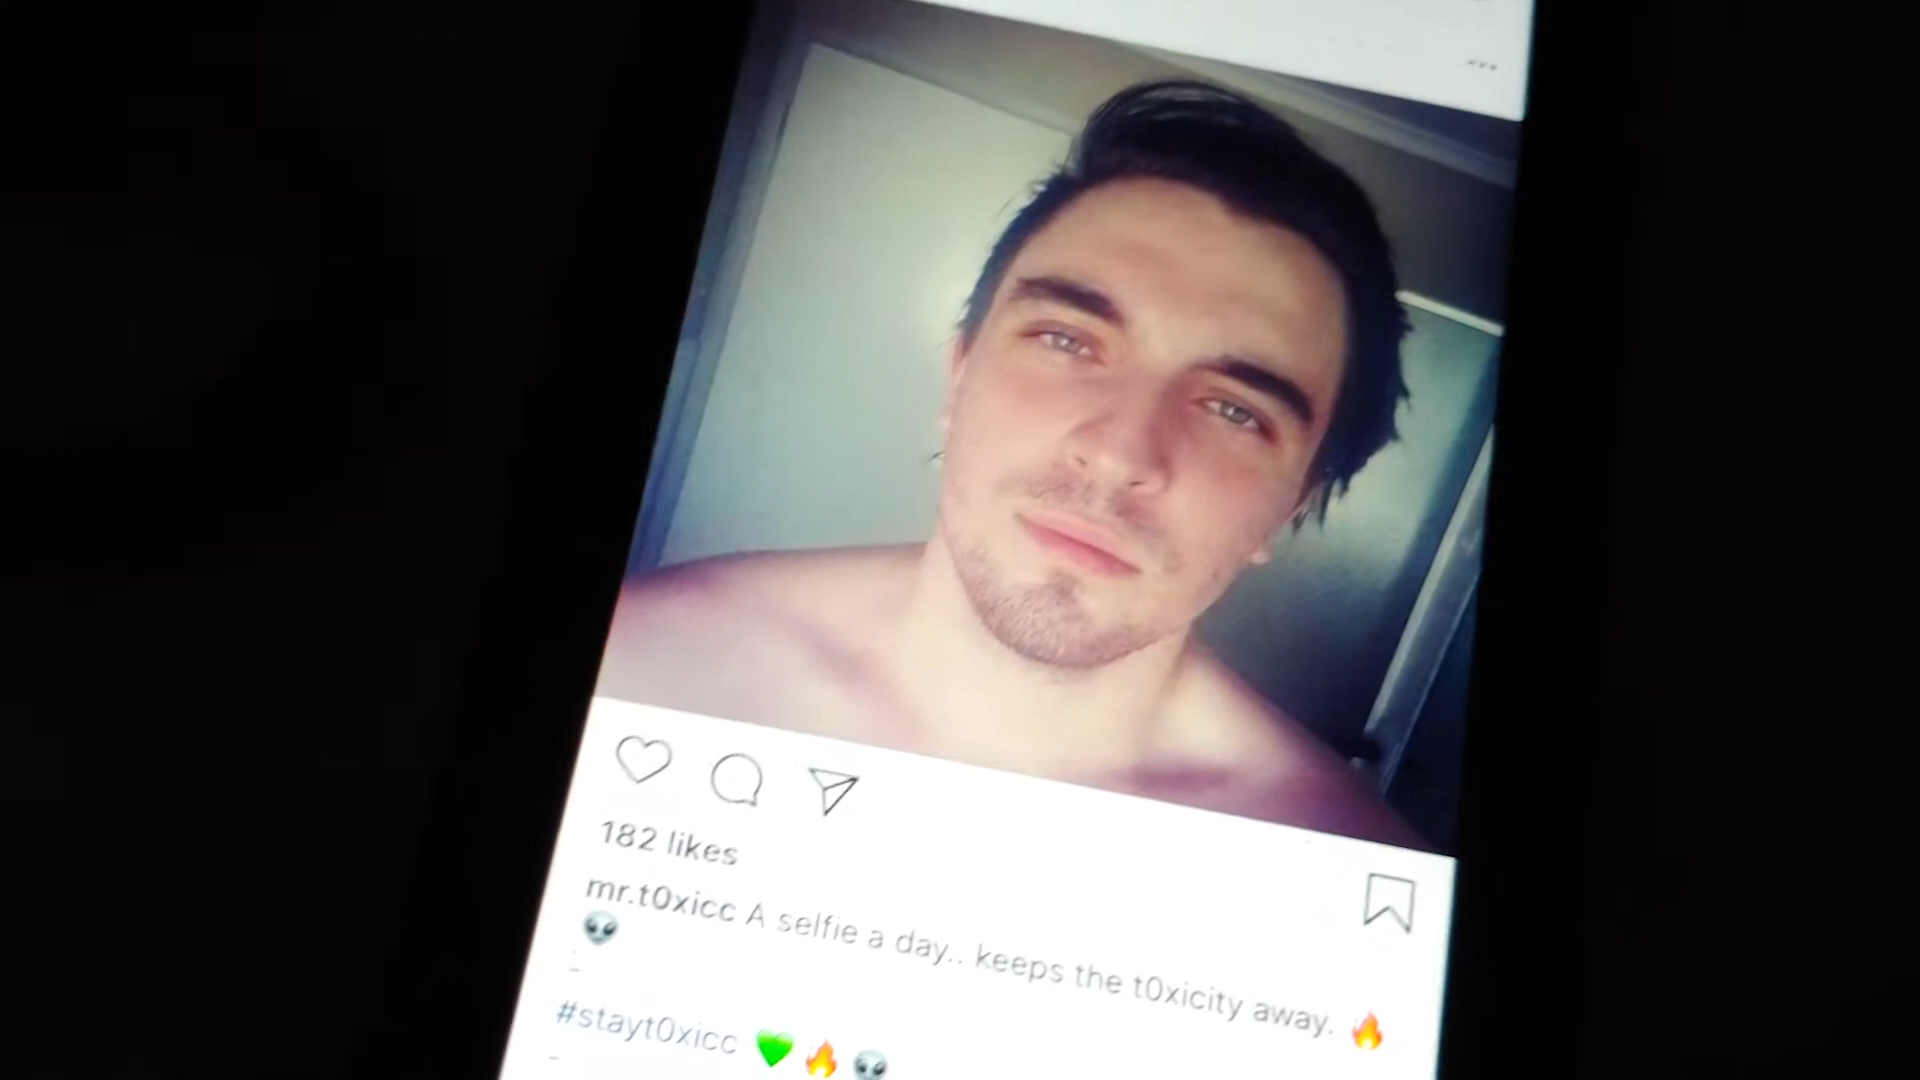 182 likes
mr.t0xicc A selfie a day.. keeps the t0xicity away. 🔥
👽
-
#stayt0xicc 💚 🔥 👽
-